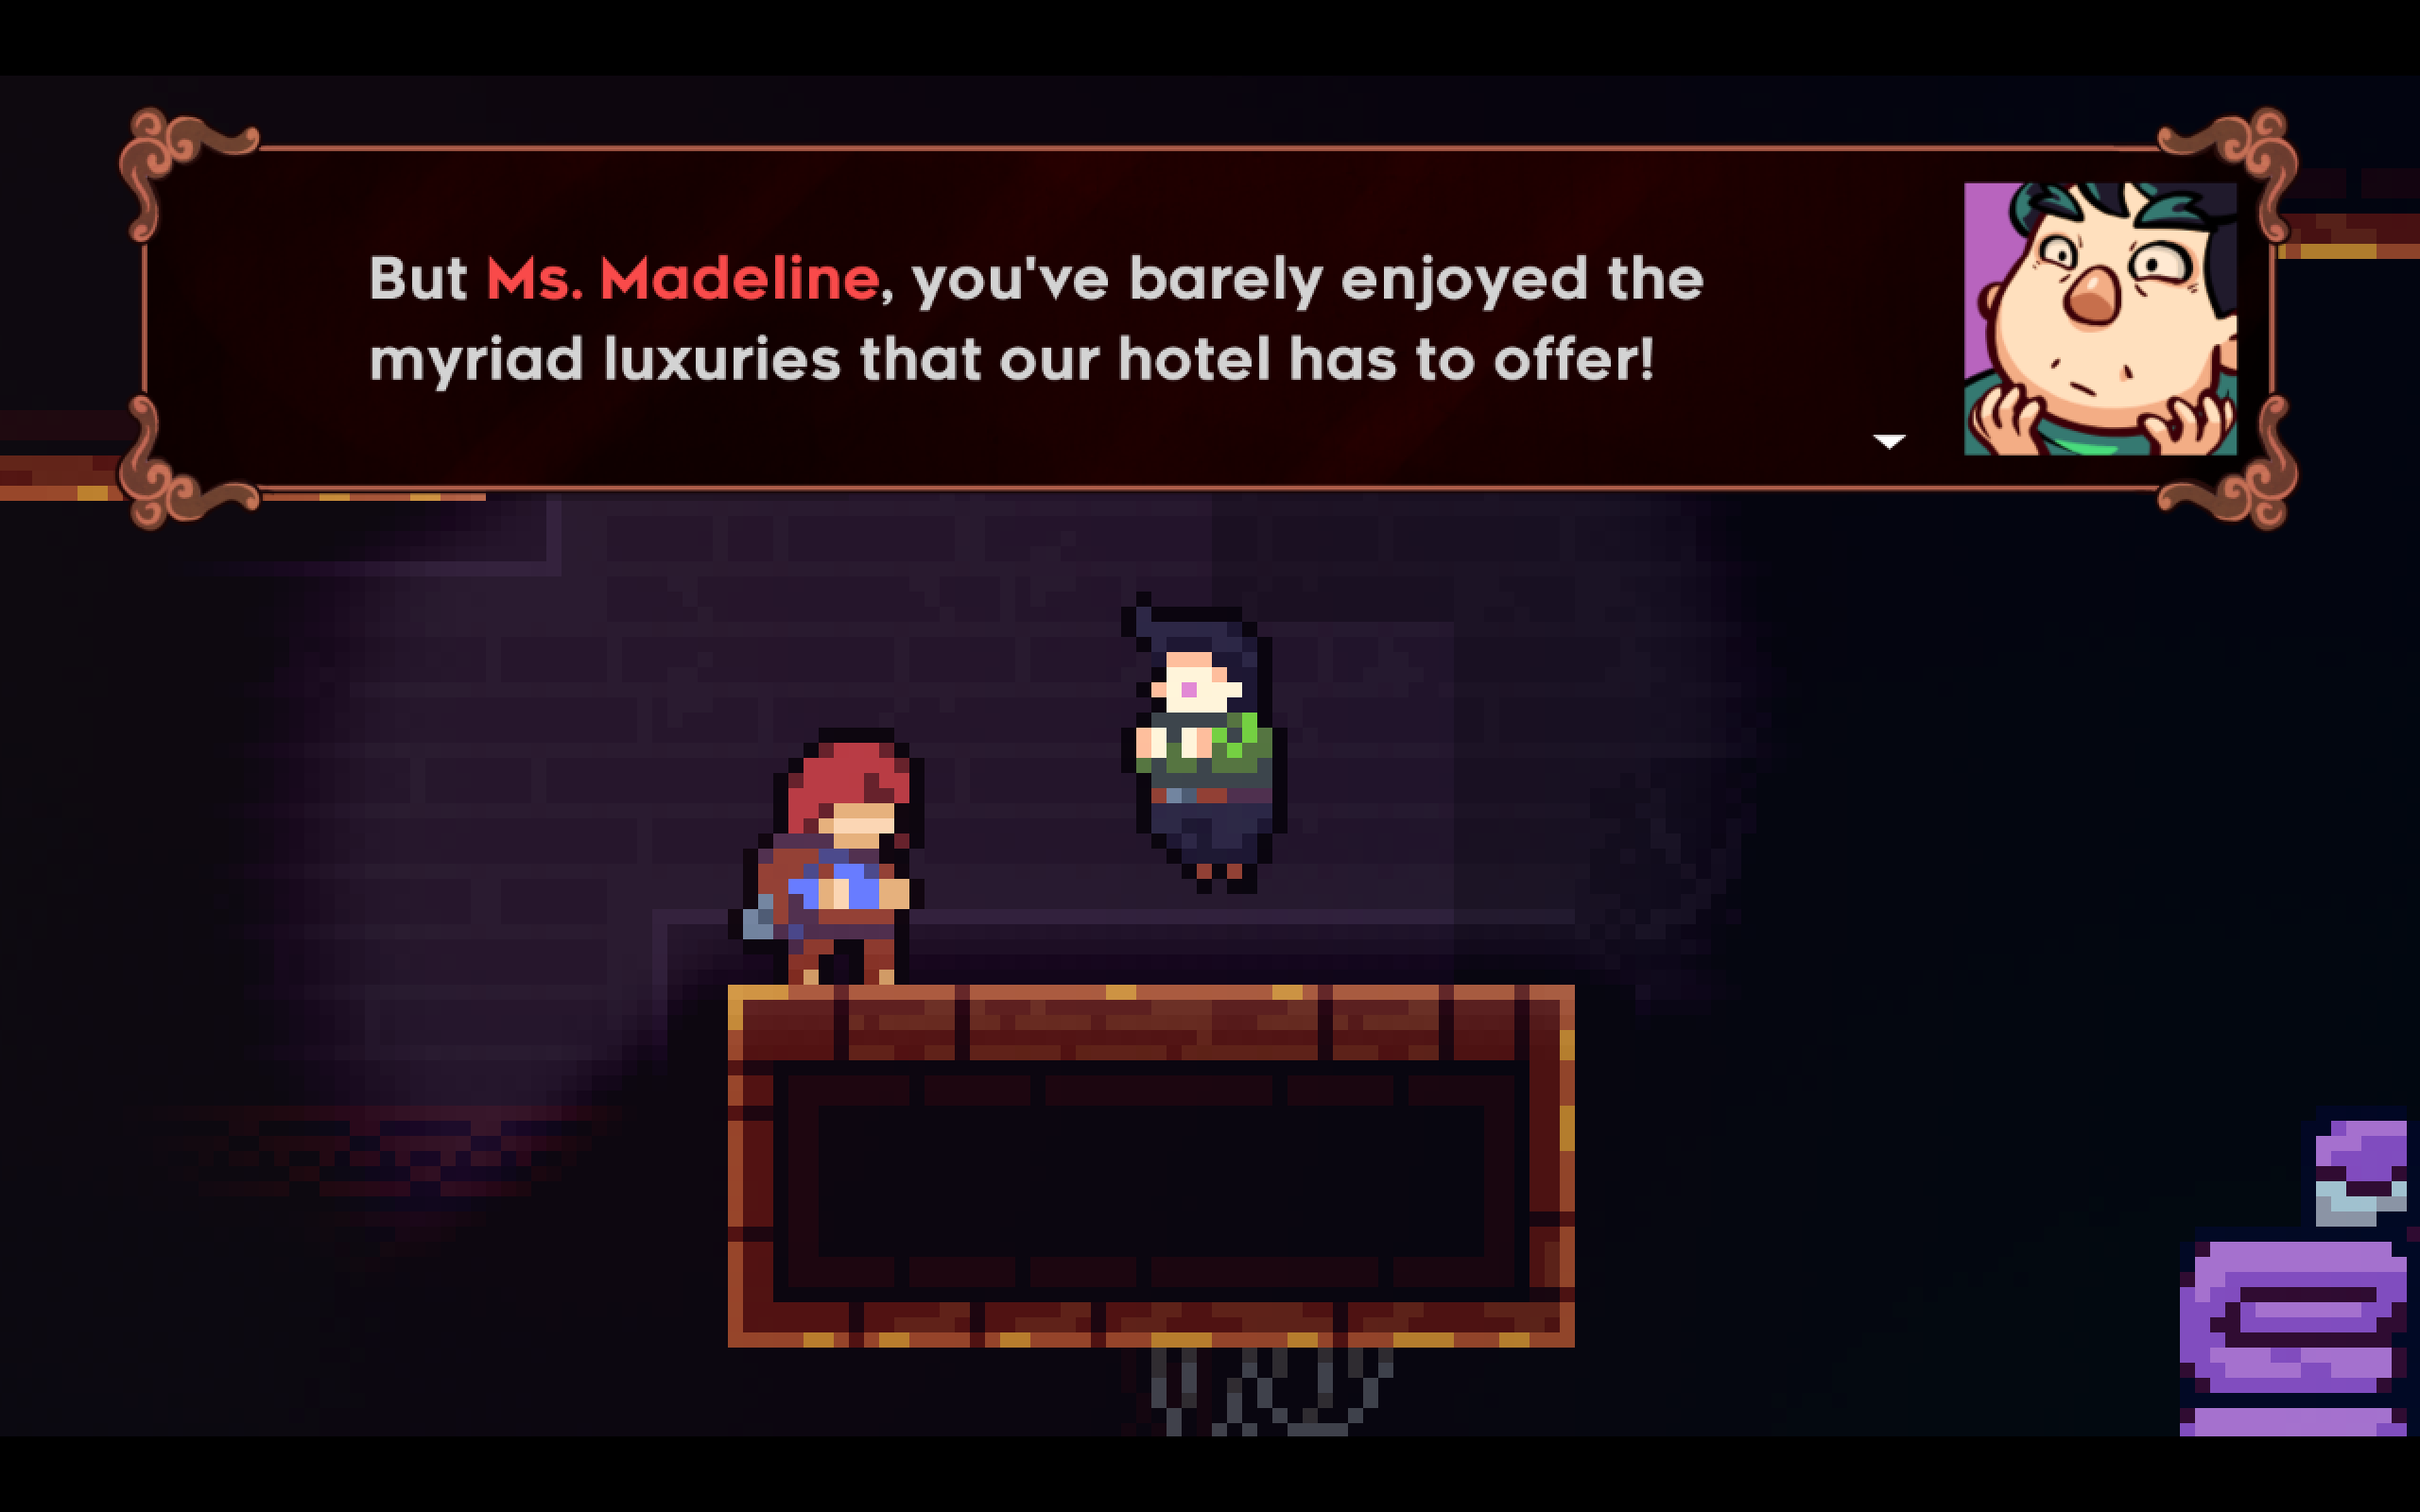 But Ms. Madeline, you've barely enjoyed the
myriad luxuries that our hotel has to offer!